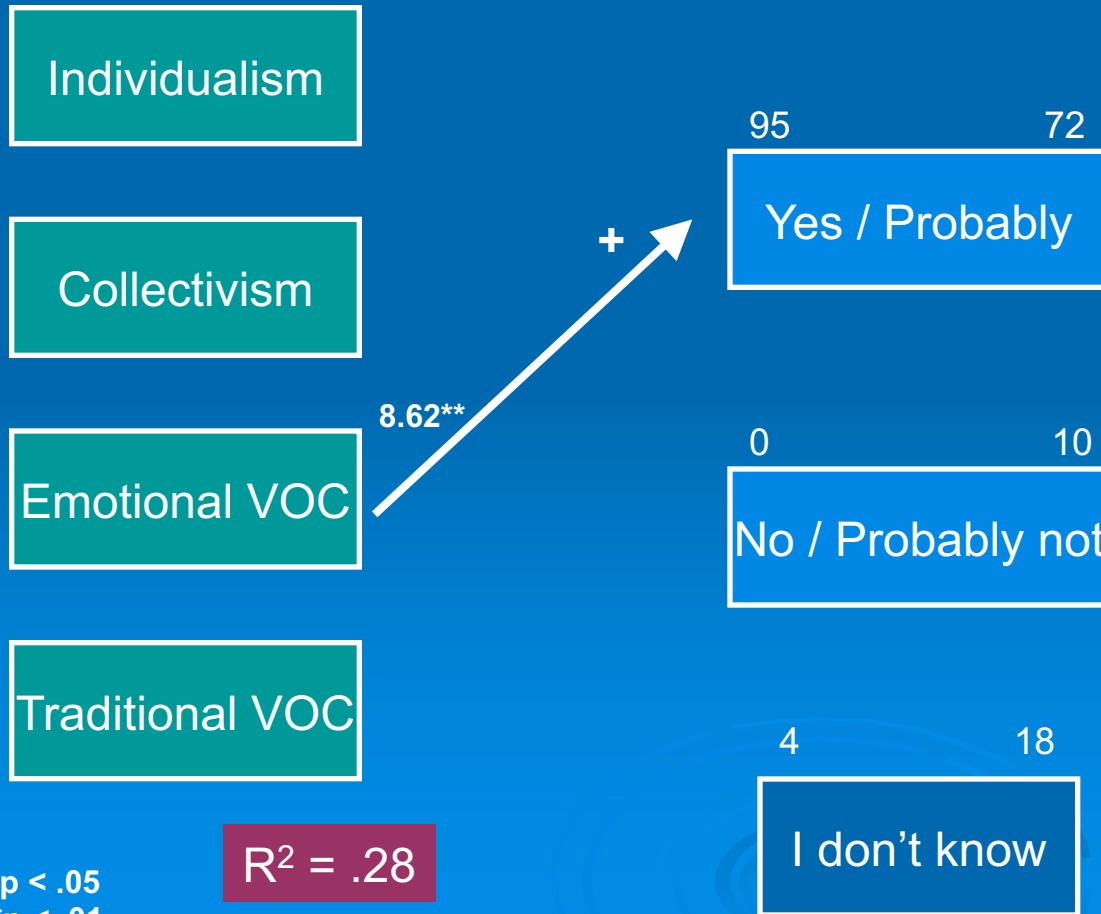 Individualism
Collectivism
Emotional VOC
Traditional VOC
8.62**
+
95 72
Yes / Probably
0 10
No / Probably not
4 18
I don't know
R² = .28
p < .05
p < .01